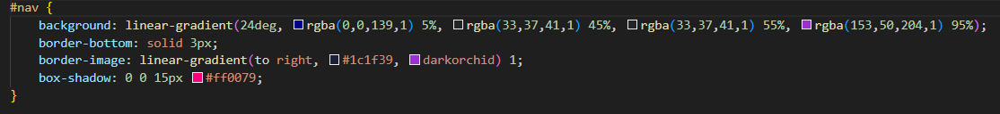 #nav {
background: linear-gradient(24deg, rgba(0,0,139,1) 5%, rgba(33,37,41,1) 45%, rgba(33,37,41,1) 55%, rgba(153,50,204,1) 95%);
border-bottom: solid 3px;
border-image: linear-gradient(to right, #1c1f39, darkorchid) 1;
box-shadow: 0 0 15px #ff0079;
}